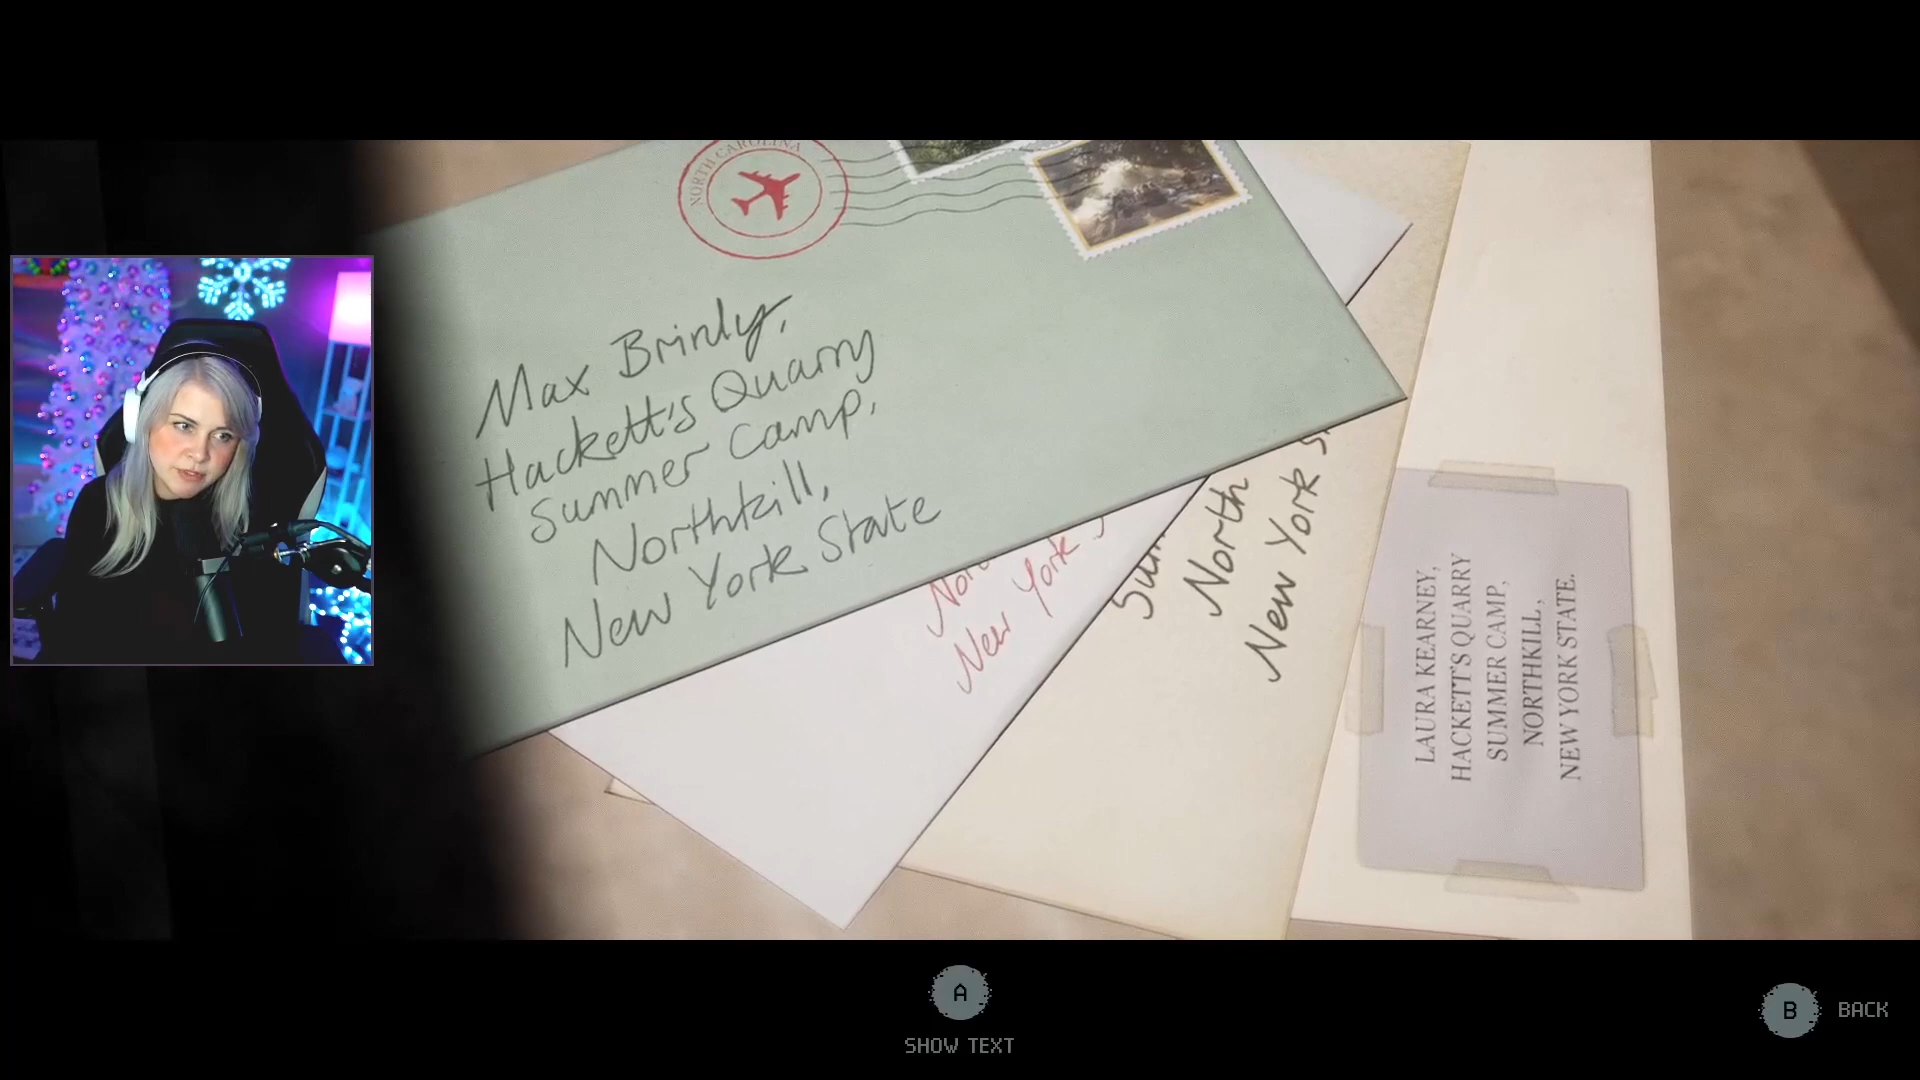 NORTH CAROLINA
Max Brinly,
Hackett's Quarry
Summer Camp,
Northkill,
New York State
New York
North
New York
LAURA KEARNEY,
HACKETT'S QUARRY
SUMMER CAMP,
NORTHKILL,
NEW YORK STATE.
A
SHOW TEXT
B BACK